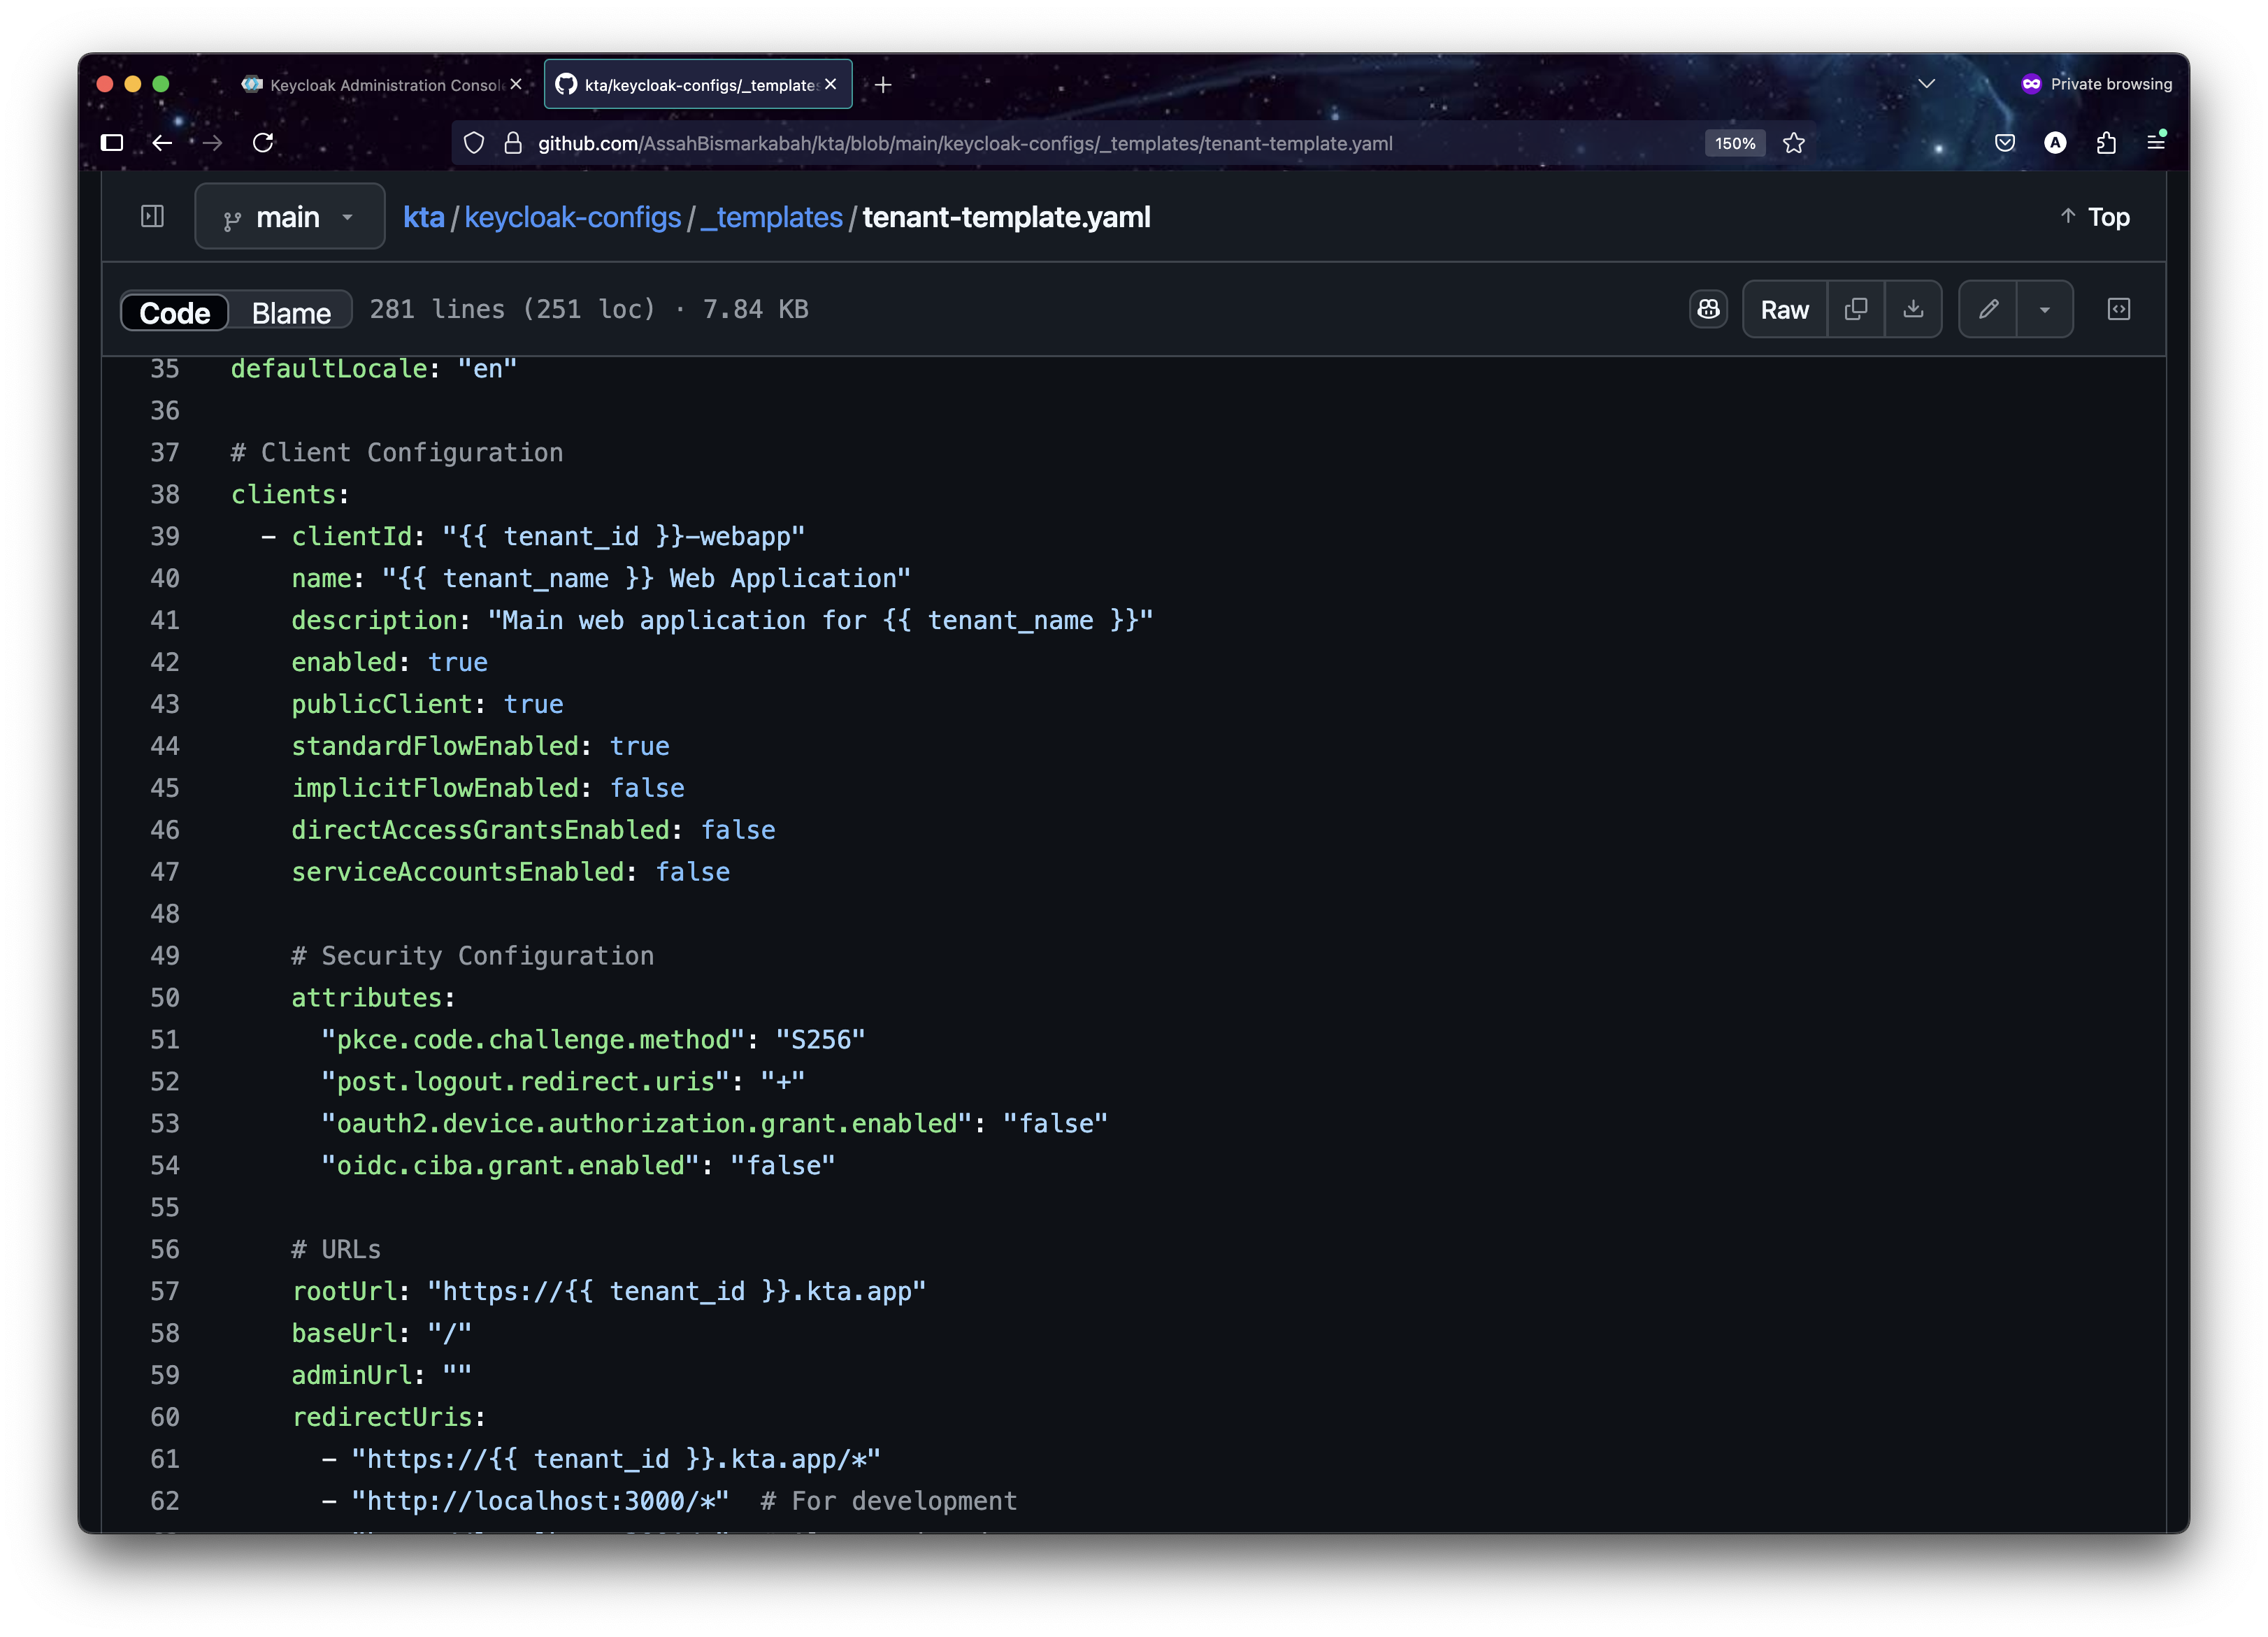 Keycloak Administration Consol
kta/keycloak-configs/_template
Private browsing
github.com/AssahBismarkabah/kta/blob/main/keycloak-configs/_templates/tenant-template.yaml
150%
A
main
kta/keycloak-configs/_templates/tenant-template.yaml
Top
Code
Blame
281 lines (251 loc) · 7.84 KB
Raw
35 defaultLocale: "en"
36
37 # Client Configuration
38 clients:
39   - clientId: "{{ tenant_id }}-webapp"
40     name: "{{ tenant_name }} Web Application"
41     description: "Main web application for {{ tenant_name }}"
42     enabled: true
43     publicClient: true
44     standardFlowEnabled: true
45     implicitFlowEnabled: false
46     directAccessGrantsEnabled: false
47     serviceAccountsEnabled: false
48
49     # Security Configuration
50     attributes:
51       "pkce.code.challenge.method": "S256"
52       "post.logout.redirect.uris": "+"
53       "oauth2.device.authorization.grant.enabled": "false"
54       "oidc.ciba.grant.enabled": "false"
55
56     # URLs
57     rootUrl: "https://{{ tenant_id }}.kta.app"
58     baseUrl: "/"
59     adminUrl: ""
60     redirectUris:
61       - "https://{{ tenant_id }}.kta.app/*"
62       - "http://localhost:3000/*"  # For development